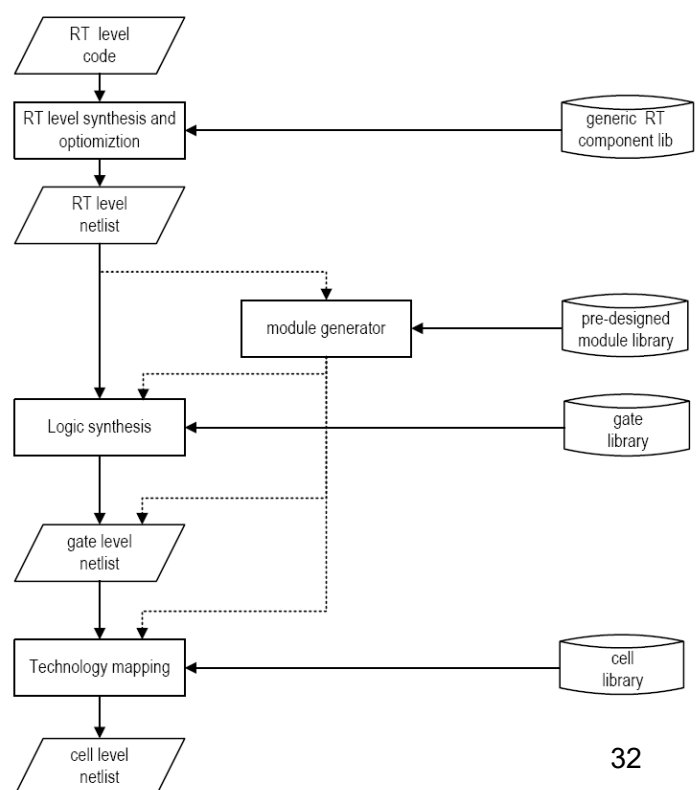 RT level
code
RT level synthesis and
optiomiztion
generic RT
component lib
RT level
netlist
module generator
pre-designed
module library
Logic synthesis
gate
library
gate level
netlist
Technology mapping
cell
library
cell level
netlist
32